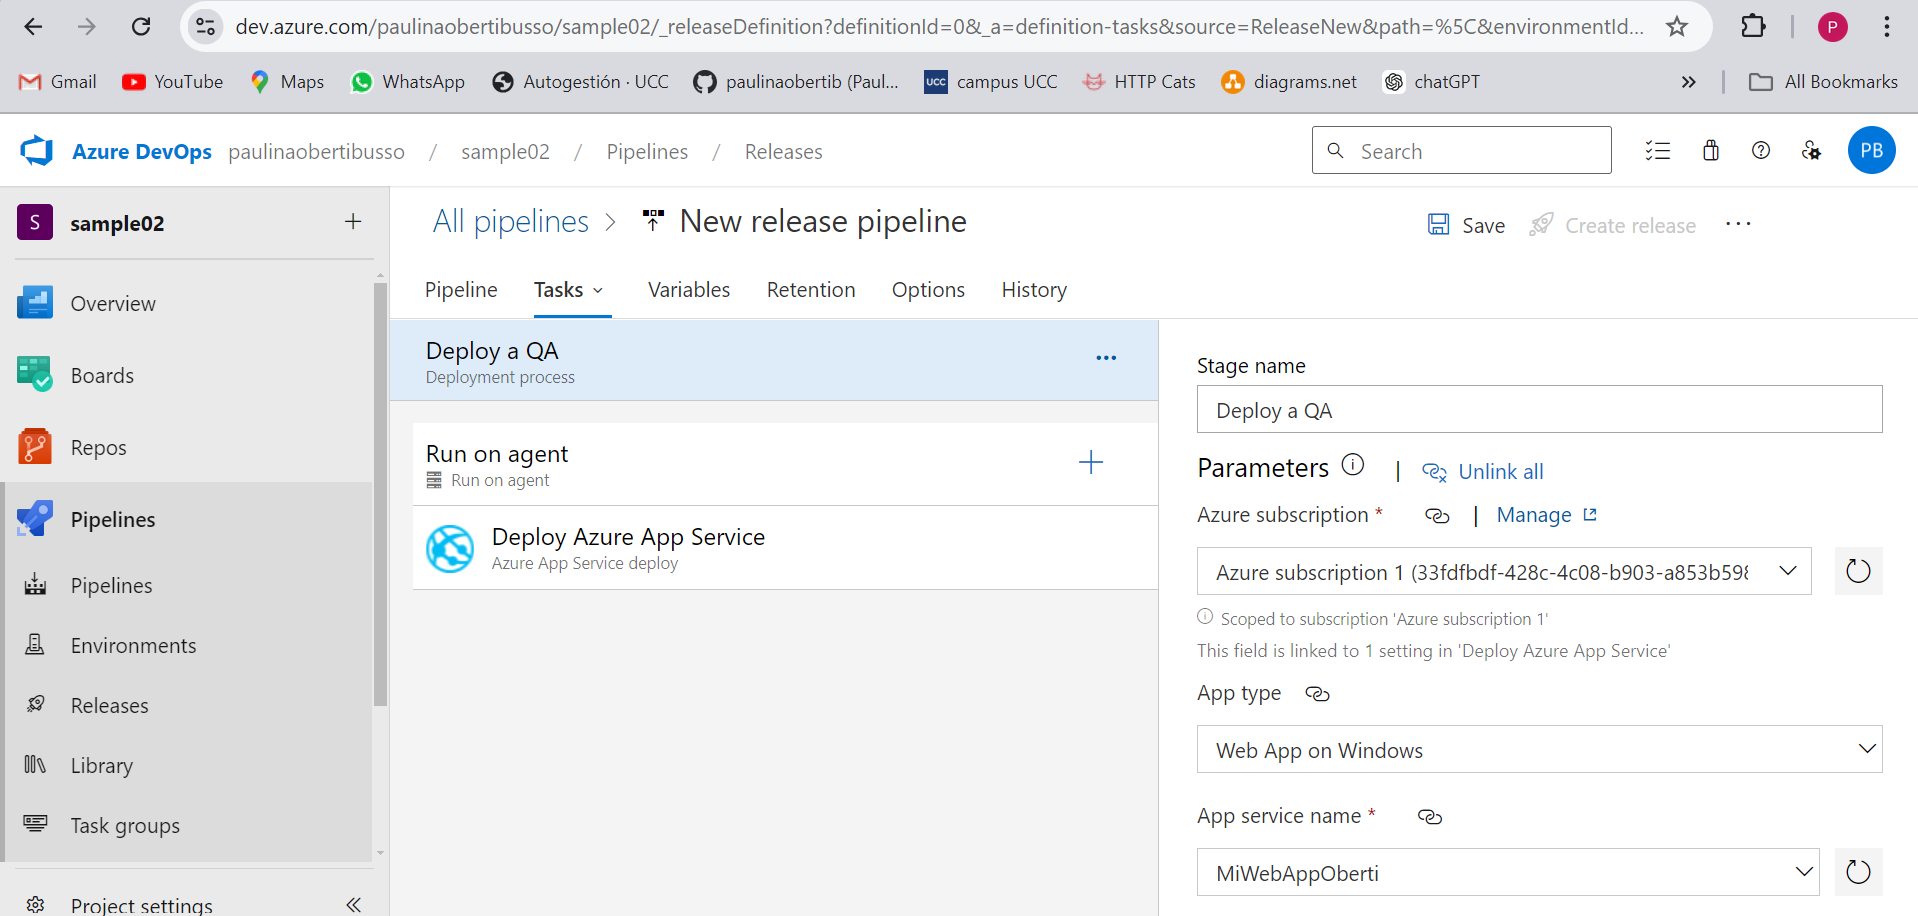 dev.azure.com/paulinaobertibusso/sample02/_releaseDefinition?definitionId=0&_a=definition-tasks&source=ReleaseNew&path=%5C&environmentId...
P
Gmail
YouTube
Maps
WhatsApp
Autogestión · UCC
paulinaobertib (Paul...
UCC
campus UCC
HTTP Cats
diagrams.net
chatGPT
»
All Bookmarks
Azure DevOps
paulinaobertibusso / sample02 / Pipelines / Releases
Search
PB
S
sample02
+
Overview
Boards
Repos
Pipelines
Pipelines
Environments
Releases
Library
Task groups
Project settings
All pipelines > New release pipeline
Save
Create release
...
Pipeline
Tasks
Variables
Retention
Options
History
Deploy a QA
Deployment process
...
Run on agent
Run on agent
Deploy Azure App Service
Azure App Service deploy
Stage name
Deploy a QA
Parameters | Unlink all
Azure subscription * | Manage
Azure subscription 1 (33fdfbdf-428c-4c08-b903-a853b598
Scoped to subscription 'Azure subscription 1'
This field is linked to 1 setting in 'Deploy Azure App Service'
App type
Web App on Windows
App service name *
MiWebAppOberti